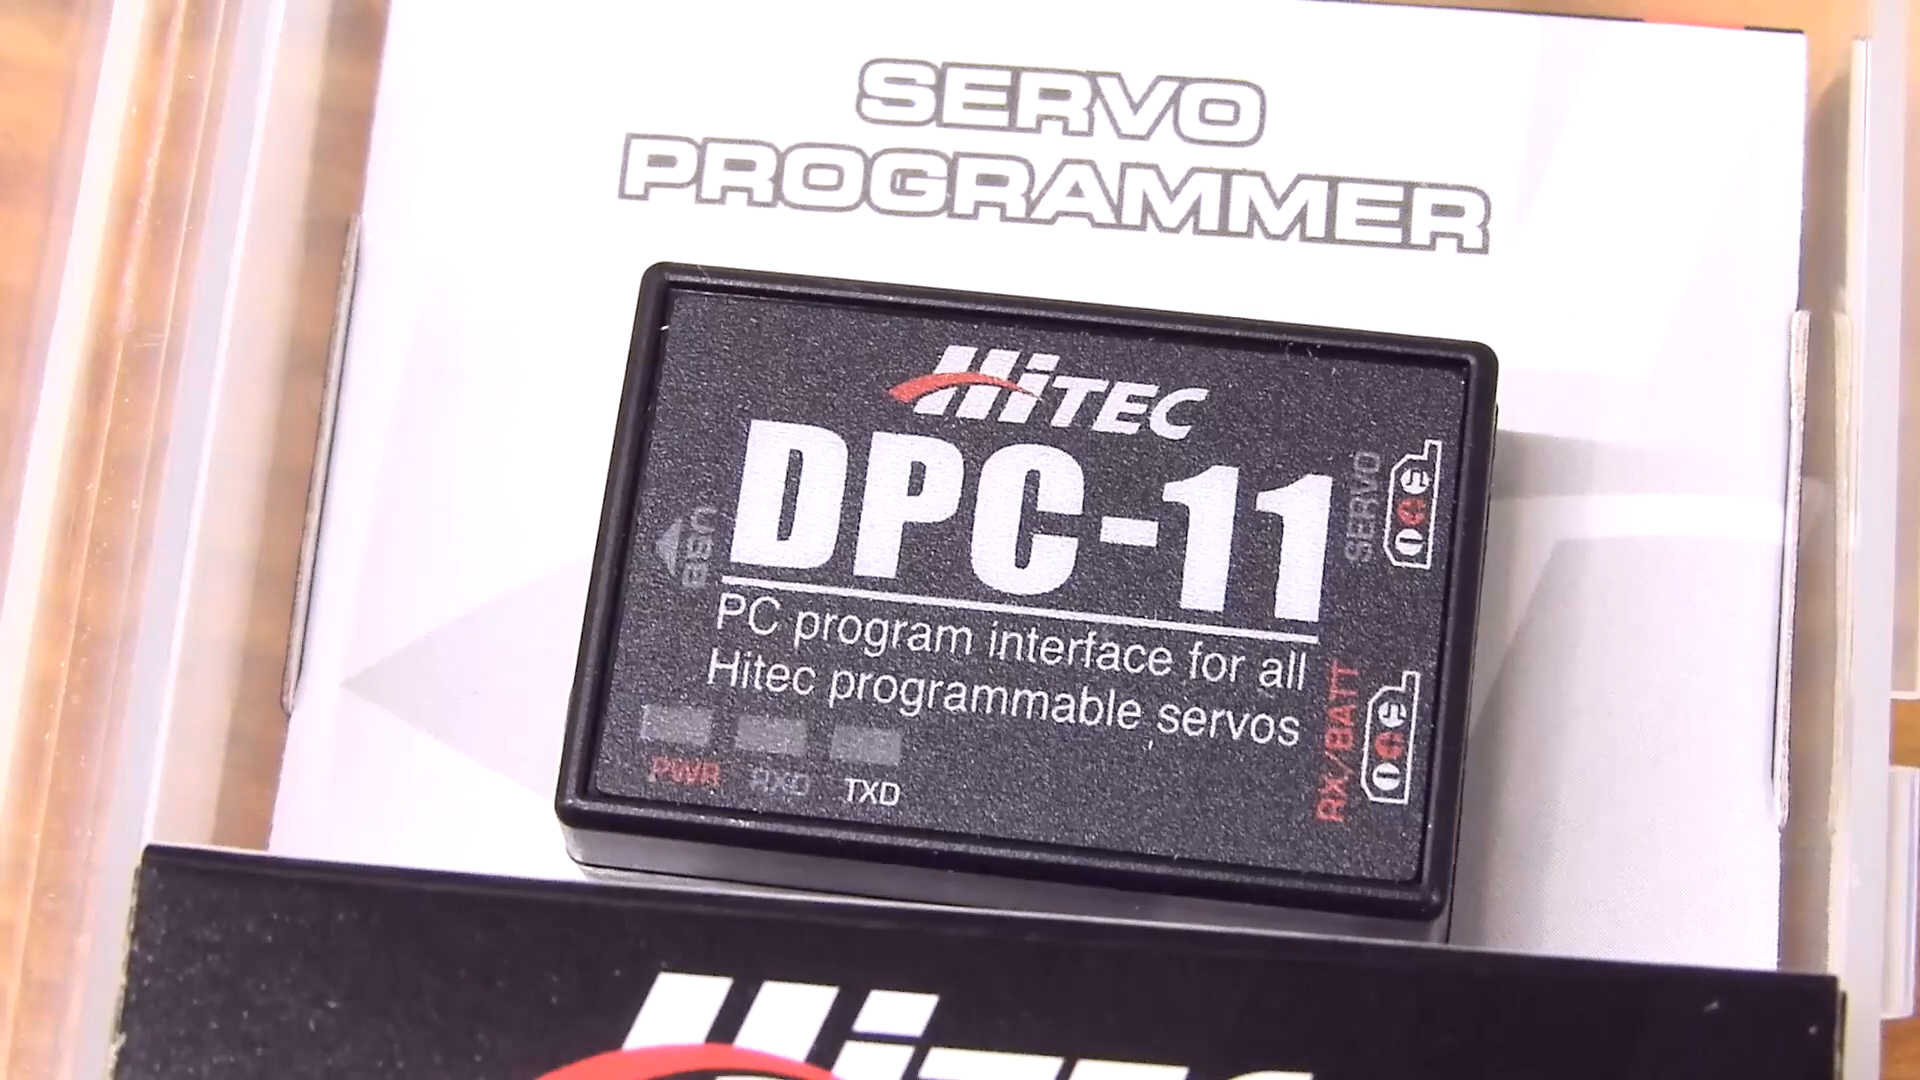 SERVO
PROGRAMMER
HiTEC
DPC-11
PC program interface for all
Hitec programmable servos
USB
SERVO
RX/BATT
PWR RXD TXD
HiTEC